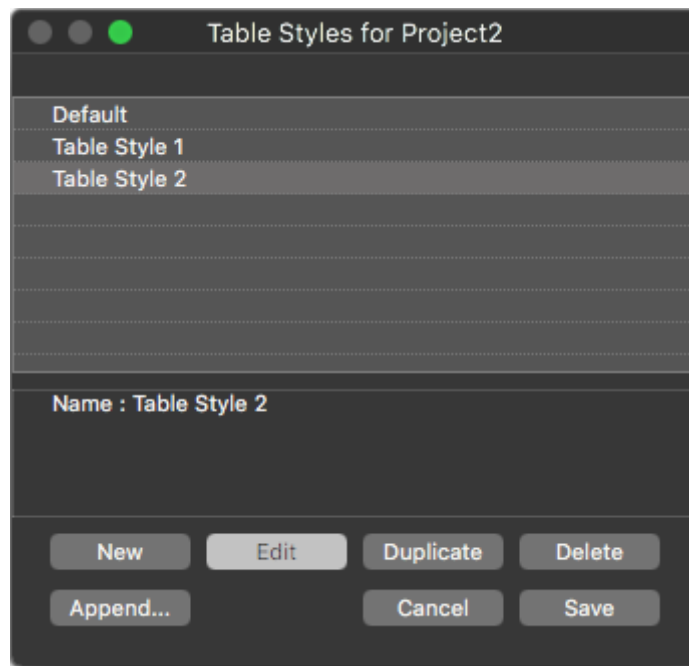 Table Styles for Project2
Default
Table Style 1
Table Style 2
Name : Table Style 2
New Edit Duplicate Delete
Append... Cancel Save